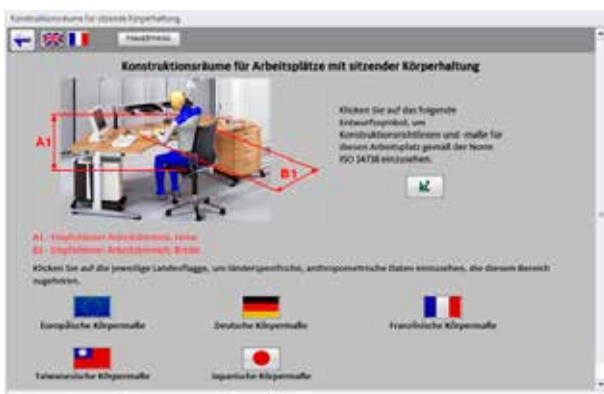 Konstruktionsräume für sitzende Körperhaltung
Hauptmenü
Konstruktionsräume für Arbeitsplätze mit sitzender Körperhaltung
Klicken Sie auf das folgende
Entwurfssymbol, um
Konstruktionsrichtlinien und -maße für
diesen Arbeitsplatz gemäß der Norm
ISO 14738 einzusehen.
A1
B1
A1 - Empfohlener Arbeitsbereich, Höhe
B1 - Empfohlener Arbeitsbereich, Breite
Klicken Sie auf die jeweilige Landesflagge, um länderspezifische, anthropometrische Daten einzusehen, die diesem Bereich
zugehören.
Europäische Körpermaße
Deutsche Körpermaße
Französische Körpermaße
Taiwanesische Körpermaße
Japanische Körpermaße